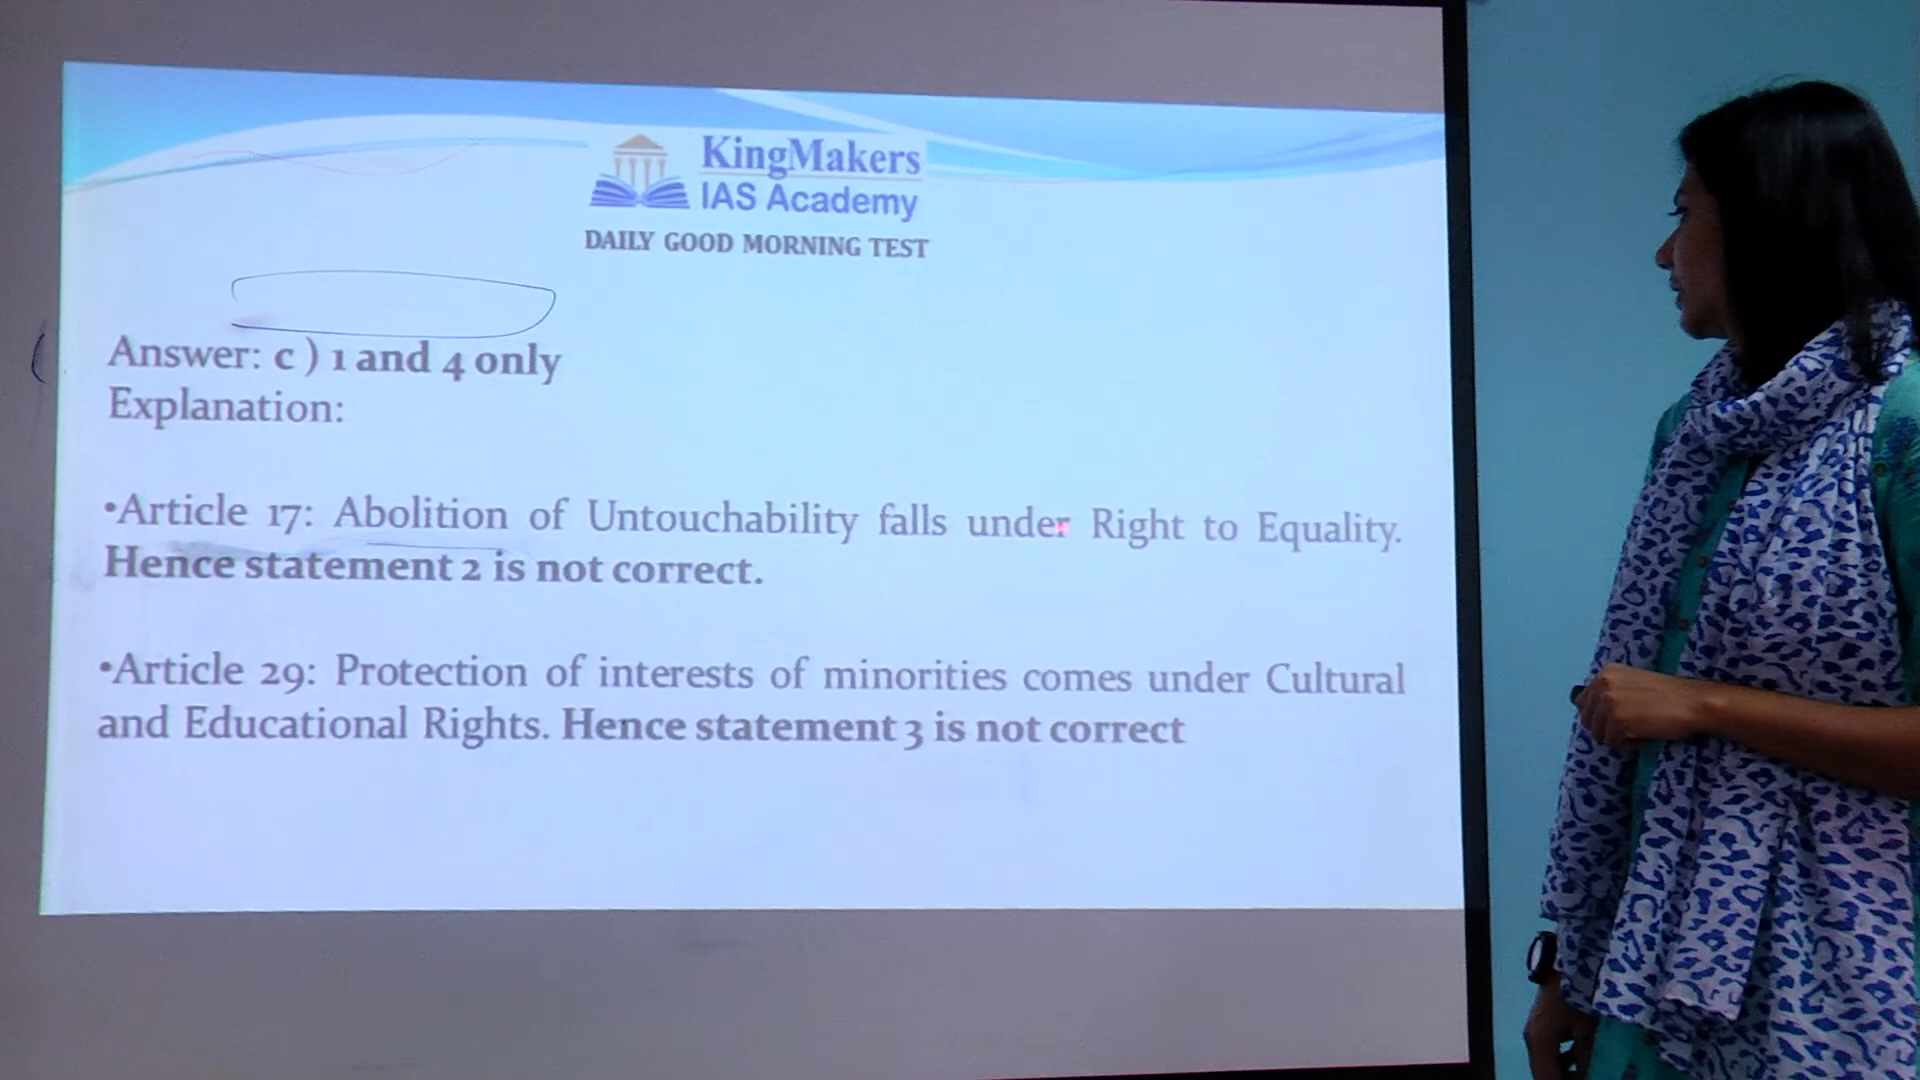 KingMakers
IAS Academy
DAILY GOOD MORNING TEST
Answer: c ) 1 and 4 only
Explanation:
•Article 17: Abolition of Untouchability falls under Right to Equality.
Hence statement 2 is not correct.
•Article 29: Protection of interests of minorities comes under Cultural
and Educational Rights. Hence statement 3 is not correct